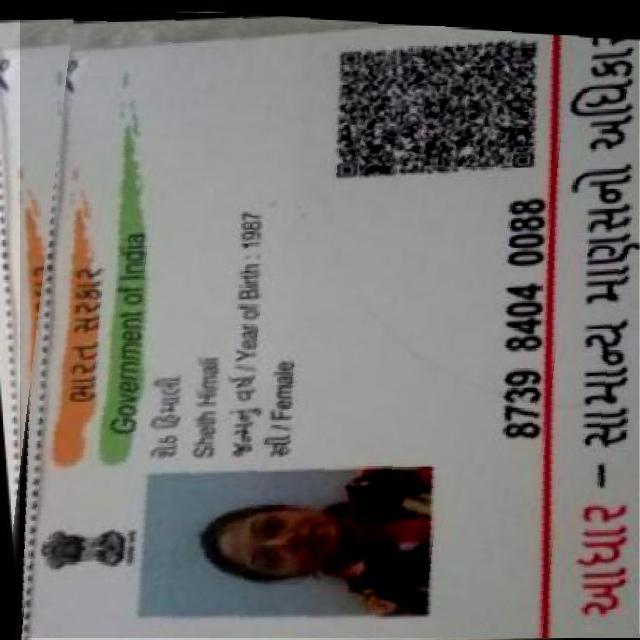 ભારત સરકાર
Government of India
શેઠ હિમાલી
Sheth Himali
જન્મનું વર્ષ / Year of Birth : 1987
સ્ત્રી / Female
8739 8404 0088
આધાર – સામાન્ય માણસનો અધિકાર